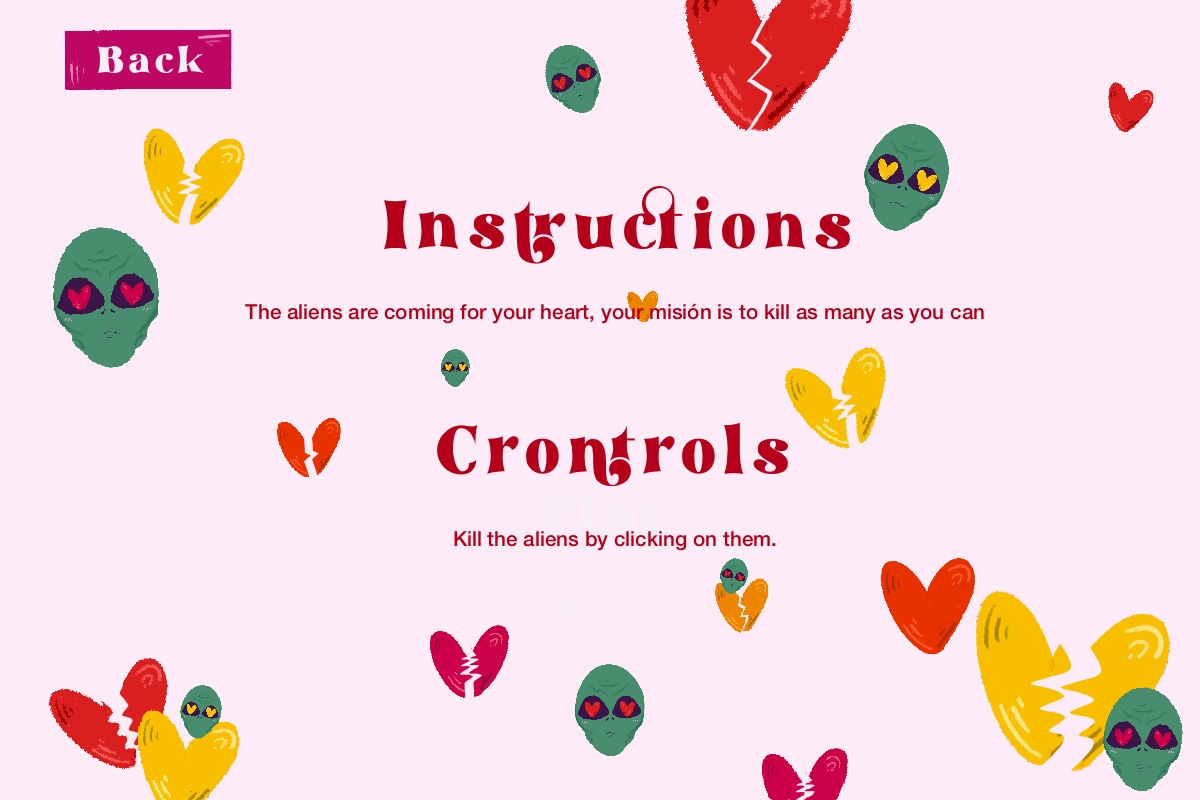 Back
Instructions
The aliens are coming for your heart, your misión is to kill as many as you can
Crontrols
Play
Kill the aliens by clicking on them.